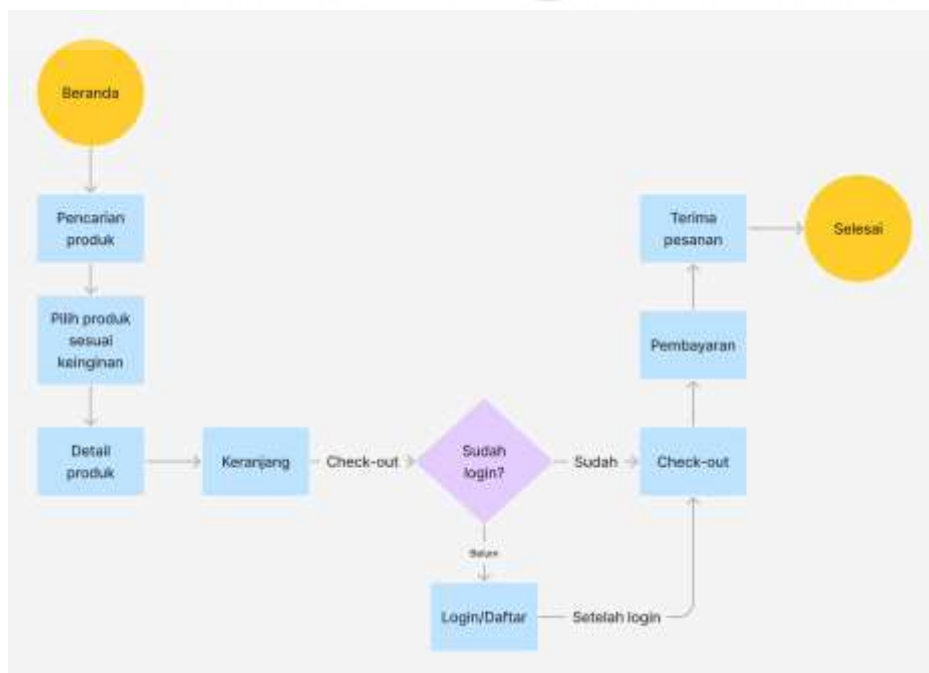 Beranda
Pencarian
produk
Pilih produk
sesuai
keinginan
Detail
produk
Keranjang
Check-out
Sudah
login?
Sudah
Check-out
Pembayaran
Terima
pesanan
Selesai
Belum
Login/Daftar
Setelah login